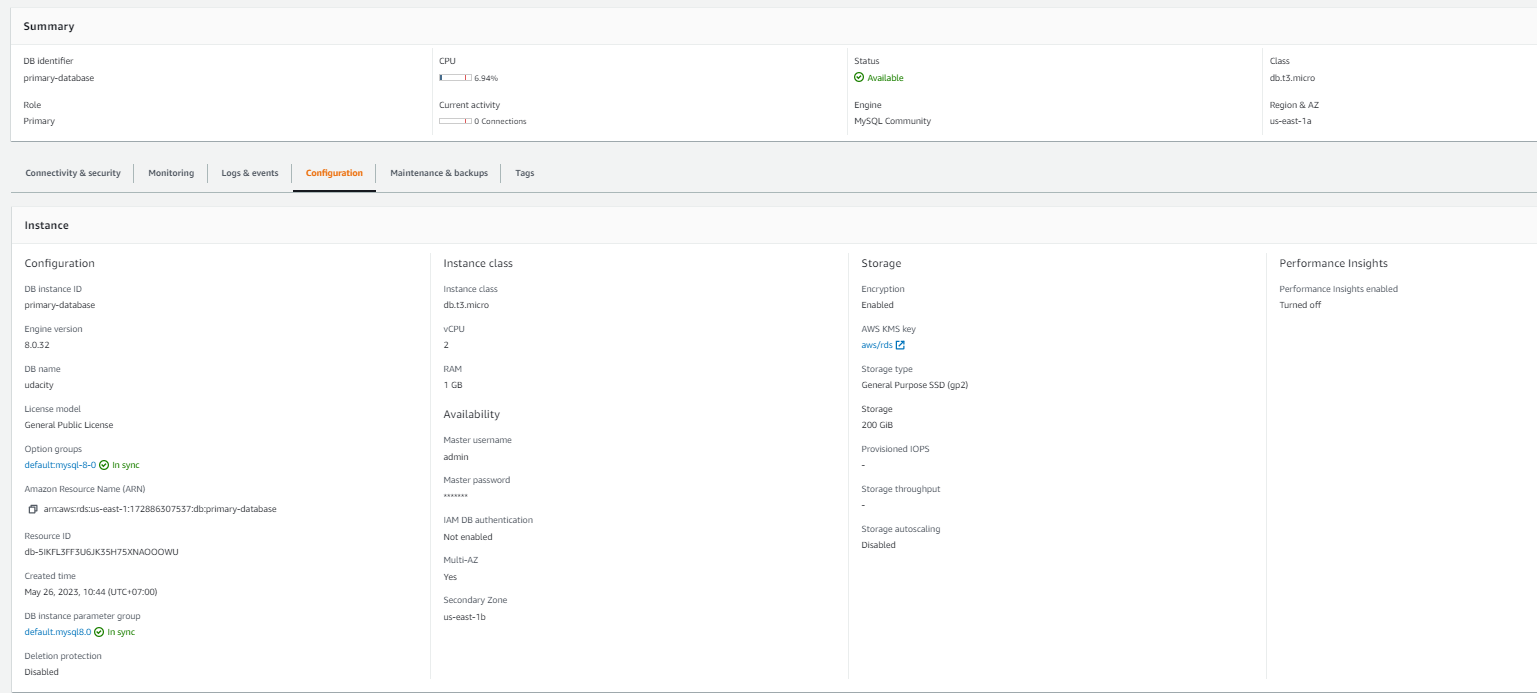 Summary
DB identifier
primary-database
CPU
6.94%
Status
Available
Class
db.t3.micro
Role
Primary
Current activity
0 Connections
Engine
MySQL Community
Region & AZ
us-east-1a
Connectivity & security
Monitoring
Logs & events
Configuration
Maintenance & backups
Tags
Instance
Configuration
DB instance ID
primary-database
Engine version
8.0.32
DB name
udacity
License model
General Public License
Option groups
default:mysql-8-0 In sync
Amazon Resource Name (ARN)
arn:aws:rds:us-east-1:172886307537:db:primary-database
Resource ID
db-5IKFL3FF3U6JK35H75XNAOOOWU
Created time
May 26, 2023, 10:44 (UTC+07:00)
DB instance parameter group
default.mysql8.0 In sync
Deletion protection
Disabled
Instance class
Instance class
db.t3.micro
vCPU
2
RAM
1 GB
Availability
Master username
admin
Master password
*******
IAM DB authentication
Not enabled
Multi-AZ
Yes
Secondary Zone
us-east-1b
Storage
Encryption
Enabled
AWS KMS key
aws/rds
Storage type
General Purpose SSD (gp2)
Storage
200 GiB
Provisioned IOPS
-
Storage throughput
-
Storage autoscaling
Disabled
Performance Insights
Performance Insights enabled
Turned off